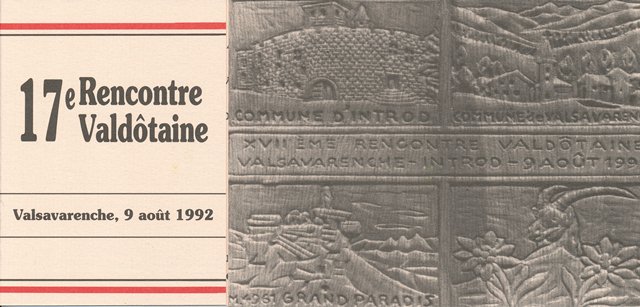 17e Rencontre
Valdôtaine
Valsavarenche, 9 août 1992
COMMUNE D'INTROD
COMMUNE de VALSAVAREN
XVIIÈME RENCONTRE VALDÔTAINE
VALSAVARENCHE - INTROD - 9 AOÛT 199
M. 4061 GRAND PARADIS